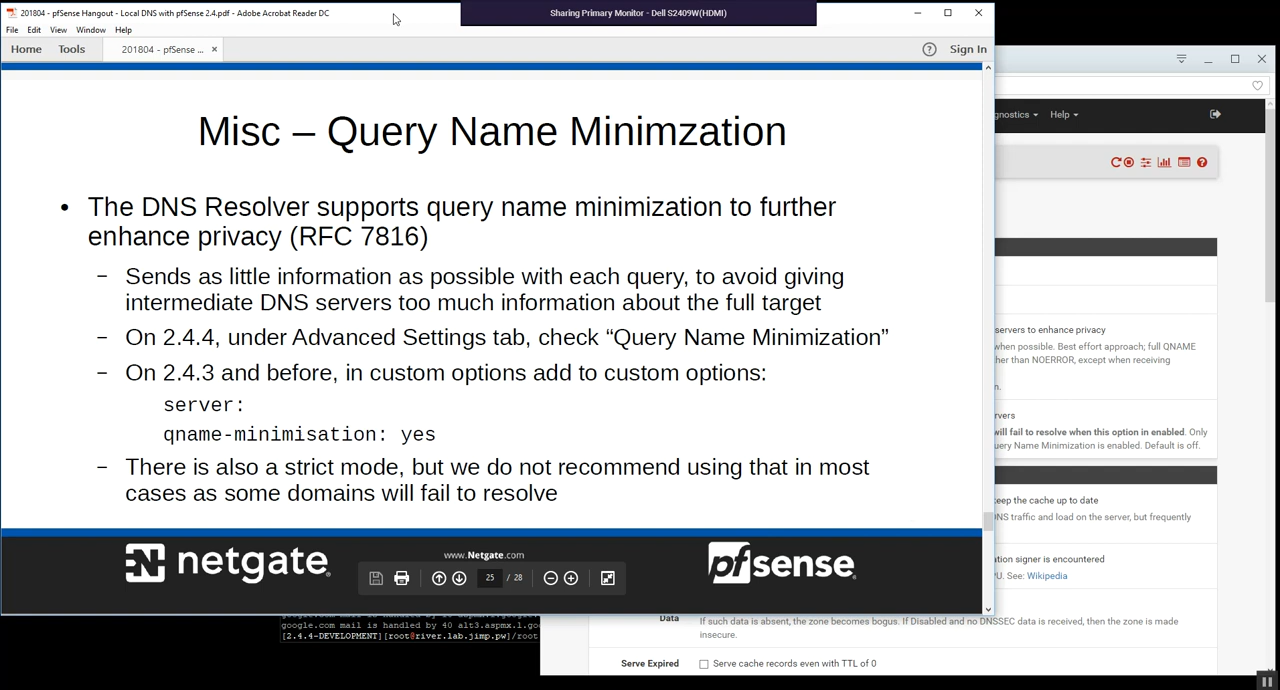 201804 - pfSense Hangout - Local DNS with pfSense 2.4.pdf - Adobe Acrobat Reader DC
Sharing Primary Monitor - Dell S2409W(HDMI)
File Edit View Window Help
Home Tools 201804 - pfSense ... × Sign In
Misc – Query Name Minimzation
• The DNS Resolver supports query name minimization to further
enhance privacy (RFC 7816)
– Sends as little information as possible with each query, to avoid giving
intermediate DNS servers too much information about the full target
– On 2.4.4, under Advanced Settings tab, check “Query Name Minimization”
– On 2.4.3 and before, in custom options add to custom options:
server:
qname-minimisation: yes
– There is also a strict mode, but we do not recommend using that in most
cases as some domains will fail to resolve
netgate
www.Netgate.com
25 / 28
pfsense
gnostics Help
servers to enhance privacy
when possible. Best effort approach; full QNAME
her than NOERROR, except when receiving
n.
rvers
will fail to resolve when this option in enabled. Only
uery Name Minimization is enabled. Default is off.
eep the cache up to date
DNS traffic and load on the server, but frequently
ation signer is encountered
PU. See: Wikipedia
google.com mail is handled by 40 alt3.aspmx.l.goo
[2.4.4-DEVELOPMENT][root@river.lab.jimp.pw]/root
Data
If such data is absent, the zone becomes bogus. If Disabled and no DNSSEC data is received, then the zone is made
insecure.
Serve Expired Serve cache records even with TTL of 0